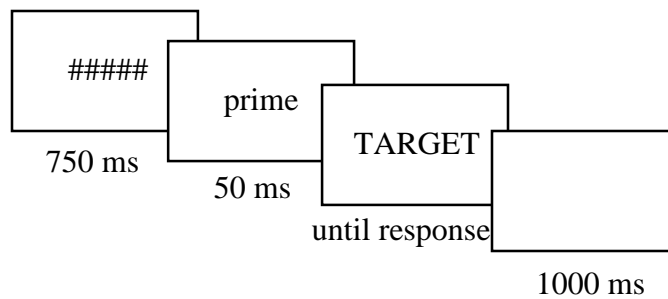 #####
750 ms
prime
50 ms
TARGET
until response
1000 ms